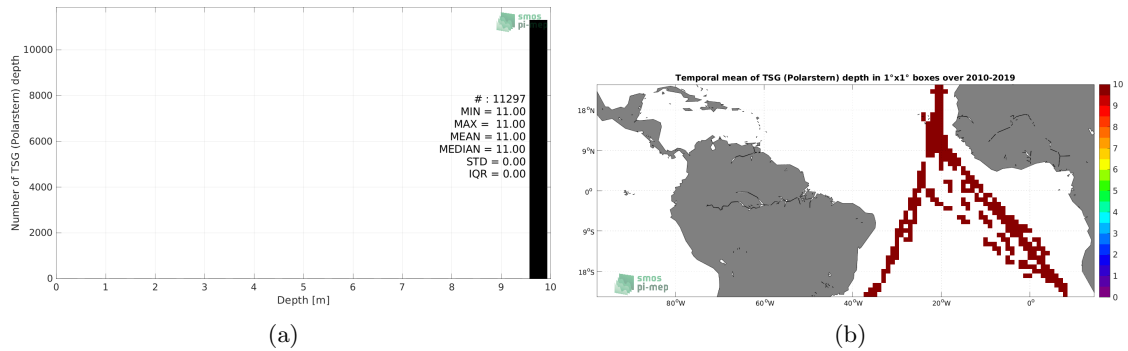 smos
pi-mep
Number of TSG (Polarstern) depth
10000
8000
6000
4000
2000
0
# : 11297
MIN = 11.00
MAX = 11.00
MEAN = 11.00
MEDIAN = 11.00
STD = 0.00
IQR = 0.00
0 1 2 3 4 5 6 7 8 9 10
Depth [m]
(a)
Temporal mean of TSG (Polarstern) depth in 1°x1° boxes over 2010-2019
18°N
9°N
0°
9°S
18°S
80°W 60°W 40°W 20°W 0°
10
9
8
7
6
5
4
3
2
1
0
smos
pi-mep
(b)